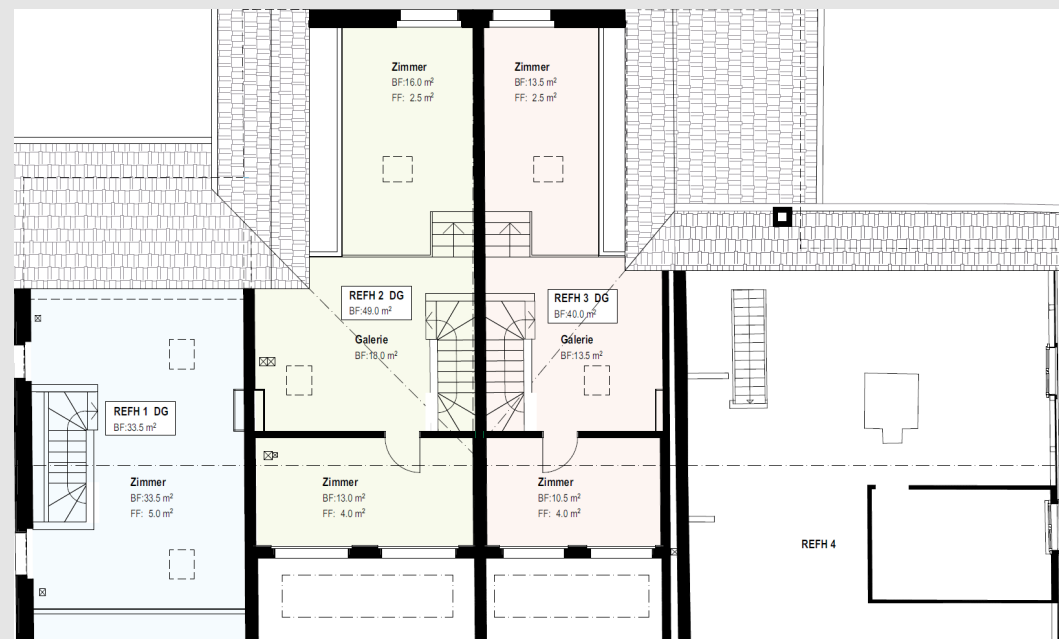 Zimmer
BF:16.0 m²
FF: 2.5 m²
Zimmer
BF:13.5 m²
FF: 2.5 m²
REFH 2 DG
BF:49.0 m²
Galerie
BF:18.0 m²
REFH 3 DG
BF:40.0 m²
Galerie
BF:13.5 m²
REFH 1 DG
BF:33.5 m²
Zimmer
BF:33.5 m²
FF: 5.0 m²
Zimmer
BF:13.0 m²
FF: 4.0 m²
Zimmer
BF:10.5 m²
FF: 4.0 m²
REFH 4